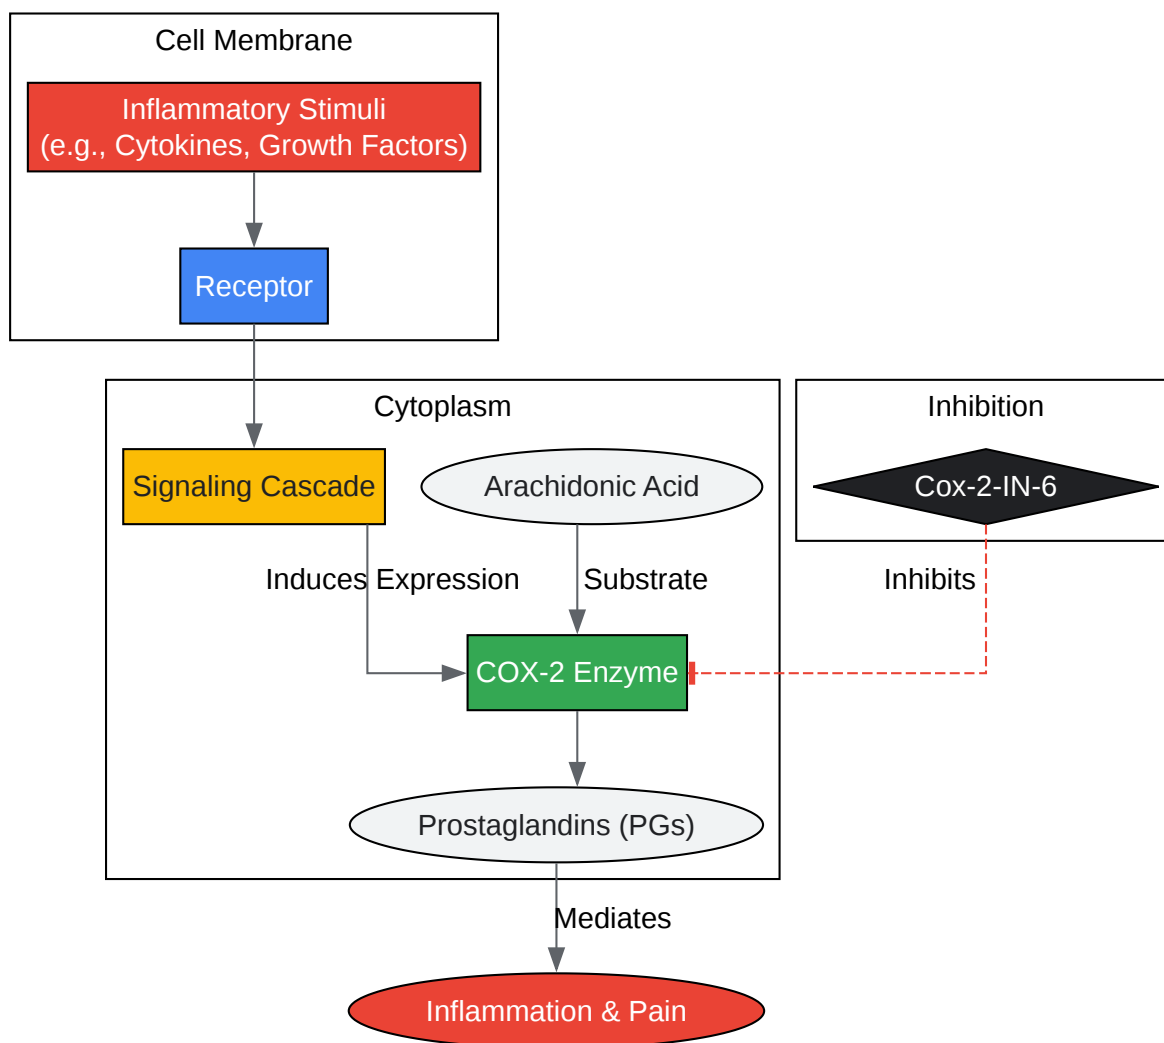 Cell Membrane
Inflammatory Stimuli
(e.g., Cytokines, Growth Factors)
Receptor
Cytoplasm
Inhibition
Signaling Cascade
Arachidonic Acid
Cox-2-IN-6
Induces Expression
Substrate
Inhibits
COX-2 Enzyme
Prostaglandins (PGs)
Mediates
Inflammation & Pain